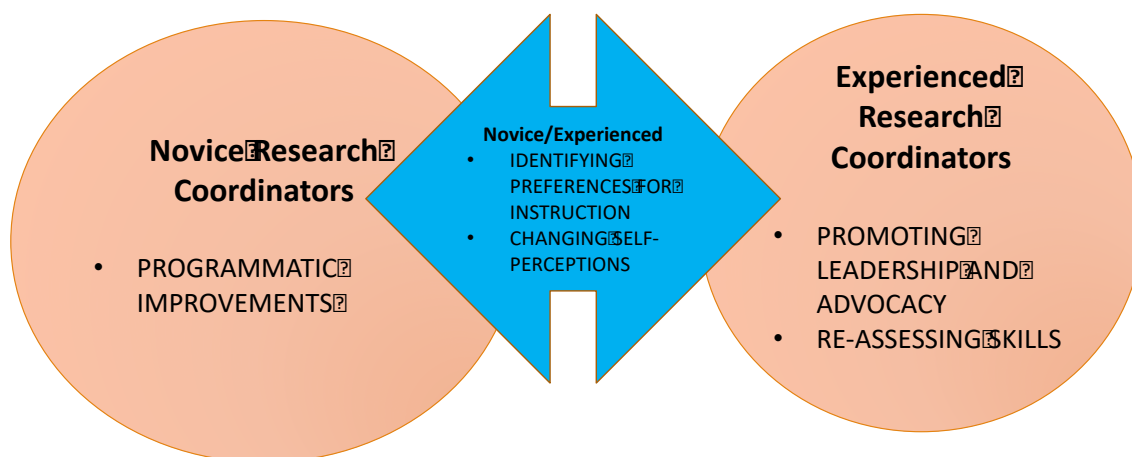 Novice Research
Coordinators
• PROGRAMMATIC
IMPROVEMENTS
Novice/Experienced
• IDENTIFYING
PREFERENCES FOR
INSTRUCTION
• CHANGING SELF-
PERCEPTIONS
Experienced
Research
Coordinators
• PROMOTING
LEADERSHIP AND
ADVOCACY
• RE-ASSESSING SKILLS